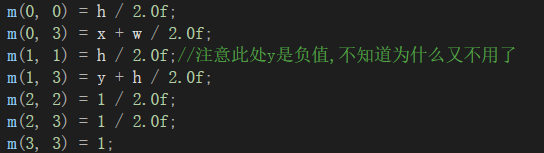 m(0, 0) = h / 2.0f;
m(0, 3) = x + w / 2.0f;
m(1, 1) = h / 2.0f;//注意此处y是负值,不知道为什么又不用了
m(1, 3) = y + h / 2.0f;
m(2, 2) = 1 / 2.0f;
m(2, 3) = 1 / 2.0f;
m(3, 3) = 1;